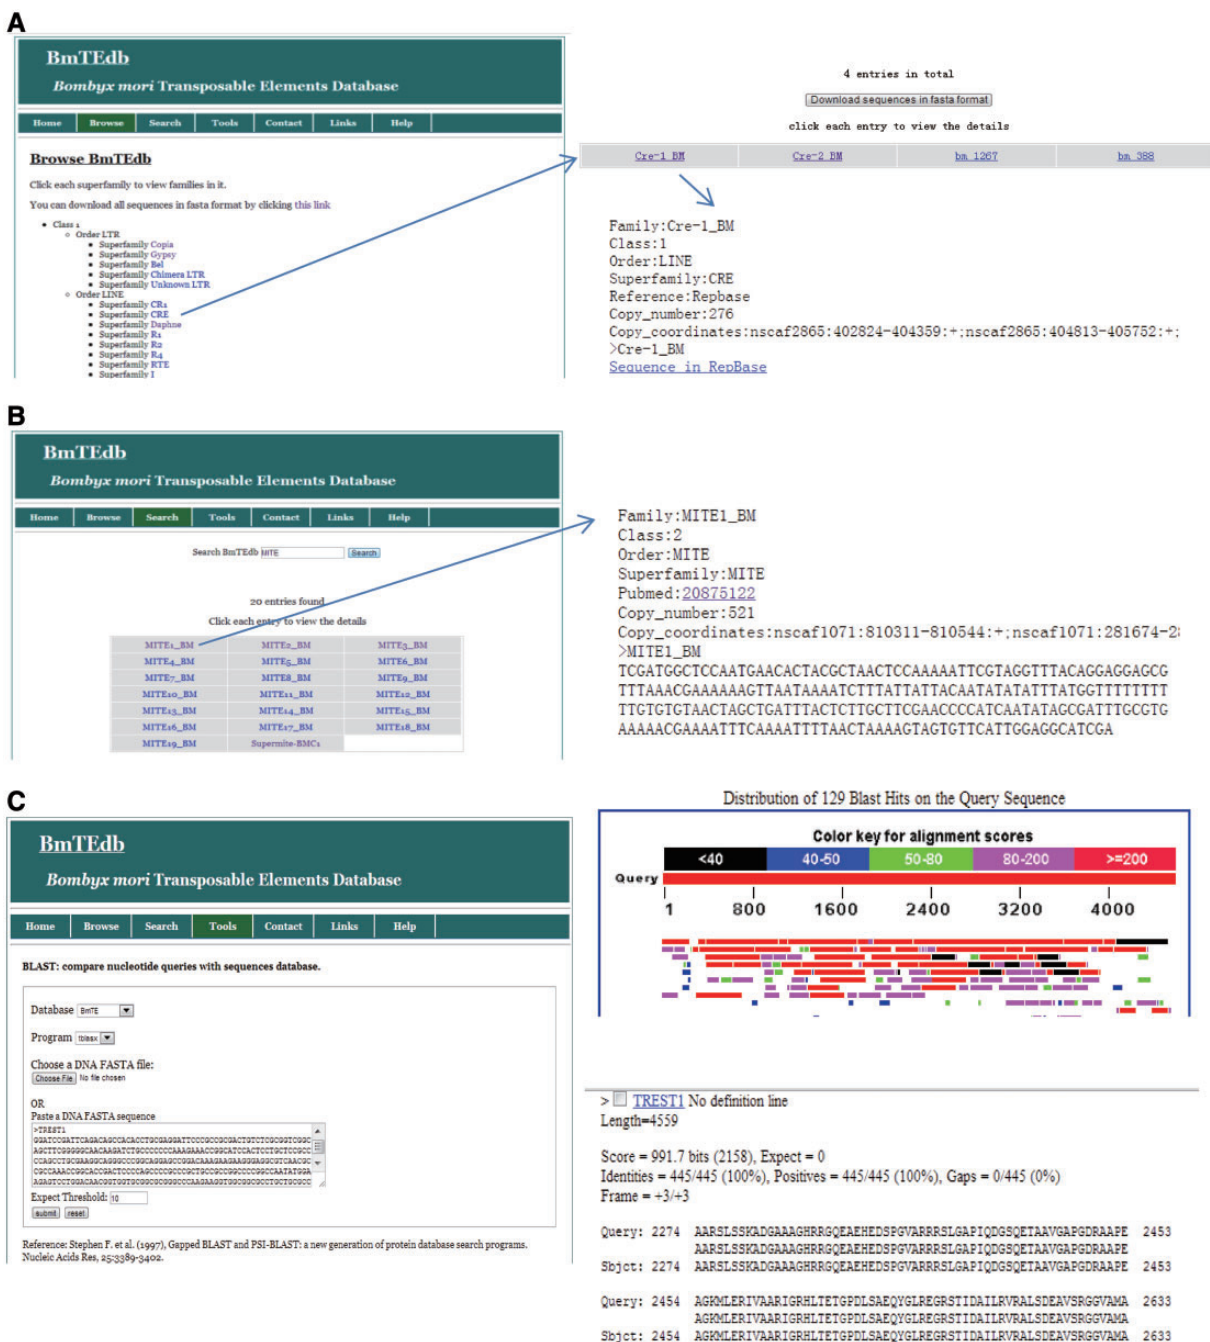 A
BmTEdb
Bombyx mori Transposable Elements Database
Home Browse Search Tools Contact Links Help
Browse BmTEdb
Click each superfamily to view families in it.
You can download all sequences in fasta format by clicking this link
Class 1
Order LTR
Superfamily Copia
Superfamily Gypsy
Superfamily Bel
Superfamily Chimera LTR
Superfamily Unknown LTR
Order LINE
Superfamily CR1
Superfamily CRE
Superfamily Daphne
Superfamily R1
Superfamily R2
Superfamily R4
Superfamily RTE
Superfamily I
4 entries in total
Download sequences in fasta format
click each entry to view the details
Cre-1_BM Cre-2_BM bm_1267 bm_388
Family:Cre-1_BM
Class:1
Order:LINE
Superfamily:CRE
Reference:Repbase
Copy_number:276
Copy_coordinates:nscaf2865:402824-404359:+;nscaf2865:404813-405752:+;
>Cre-1_BM
Sequence in RepBase
B
BmTEdb
Bombyx mori Transposable Elements Database
Home Browse Search Tools Contact Links Help
Search BmTEdb MITE Search
20 entries found
Click each entry to view the details
MITE1_BM MITE2_BM MITE3_BM
MITE4_BM MITE5_BM MITE6_BM
MITE7_BM MITE8_BM MITE9_BM
MITE10_BM MITE11_BM MITE12_BM
MITE13_BM MITE14_BM MITE15_BM
MITE16_BM MITE17_BM MITE18_BM
MITE19_BM Supermite-BMC1
Family:MITE1_BM
Class:2
Order:MITE
Superfamily:MITE
Pubmed:20875122
Copy_number:521
Copy_coordinates:nscaf1071:810311-810544:+;nscaf1071:281674-28
>MITE1_BM
TCGATGGCTCCAATGAACACTACGCTAACTCCAAAAATTCGTAGGTTTACAGGAGGAGCG
TTTAAACGAAAAAAGTTAATAAAATCTTTATTATTACAATATATATTTATGGTTTTTTTT
TTGTGTGTAACTAGCTGATTTACTCTTGCTTCGAACCCCATCAATATAGCGATTTGCGTG
AAAAACGAAAATTTCAAAATTTTAACTAAAAGTAGTGTTCATTGGAGGCATCGA
C
BmTEdb
Bombyx mori Transposable Elements Database
Home Browse Search Tools Contact Links Help
BLAST: compare nucleotide queries with sequences database.
Database BmTE
Program tblasx
Choose a DNA FASTA file:
Choose File No file chosen
OR
Paste a DNA FASTA sequence
>TREST1
GGATCCGATTCAGACAGCCACACCTGCGAGGATTCCCGCCGCGACTGTCTCGCGGTCGGC
AGCTTCGGGGGCAACAAGATCTGCCCCCCCAAAGAAACCGGCATCCACTCCTGCTCCGCC
CCAGCCTGCGAAGGCAGGGCCCGGCAGGAGCCGGACAAAGAAGAAGGGAGGCGTCAACGC
CGCCAAACCGGCACCGACTCCCCAGCCCCGCCCGCTGCCGCCGGCCCGGCCAATATGGA
AGAGTCCTGGACAACGGTGGTGCGGCGCGGGCCCAAGAAGGTGGCGGCGCCTGCTGCGCC
Expect Threshold: 10
submit reset
Reference: Stephen F. et al. (1997), Gapped BLAST and PSI-BLAST: a new generation of protein database search programs.
Nucleic Acids Res, 25:3389-3402.
Distribution of 129 Blast Hits on the Query Sequence
Color key for alignment scores
<40 40-50 50-80 80-200 >=200
Query
1 800 1600 2400 3200 4000
> TREST1 No definition line
Length=4559
Score = 991.7 bits (2158), Expect = 0
Identities = 445/445 (100%), Positives = 445/445 (100%), Gaps = 0/445 (0%)
Frame = +3/+3
Query: 2274 AARSLSSKADGAAAGHRRGQEAEHEDSPGVARRRSLGAPIQDGSQETAAVGAPGDRAAPE 2453
AARSLSSKADGAAAGHRRGQEAEHEDSPGVARRRSLGAPIQDGSQETAAVGAPGDRAAPE
Sbjct: 2274 AARSLSSKADGAAAGHRRGQEAEHEDSPGVARRRSLGAPIQDGSQETAAVGAPGDRAAPE 2453
Query: 2454 AGKMLERIVAARIGRHLTETGPDLSAEQYGLREGRSTIDAILRVRALSDEAVSRGGVAMA 2633
AGKMLERIVAARIGRHLTETGPDLSAEQYGLREGRSTIDAILRVRALSDEAVSRGGVAMA
Sbjct: 2454 AGKMLERIVAARIGRHLTETGPDLSAEQYGLREGRSTIDAILRVRALSDEAVSRGGVAMA 2633